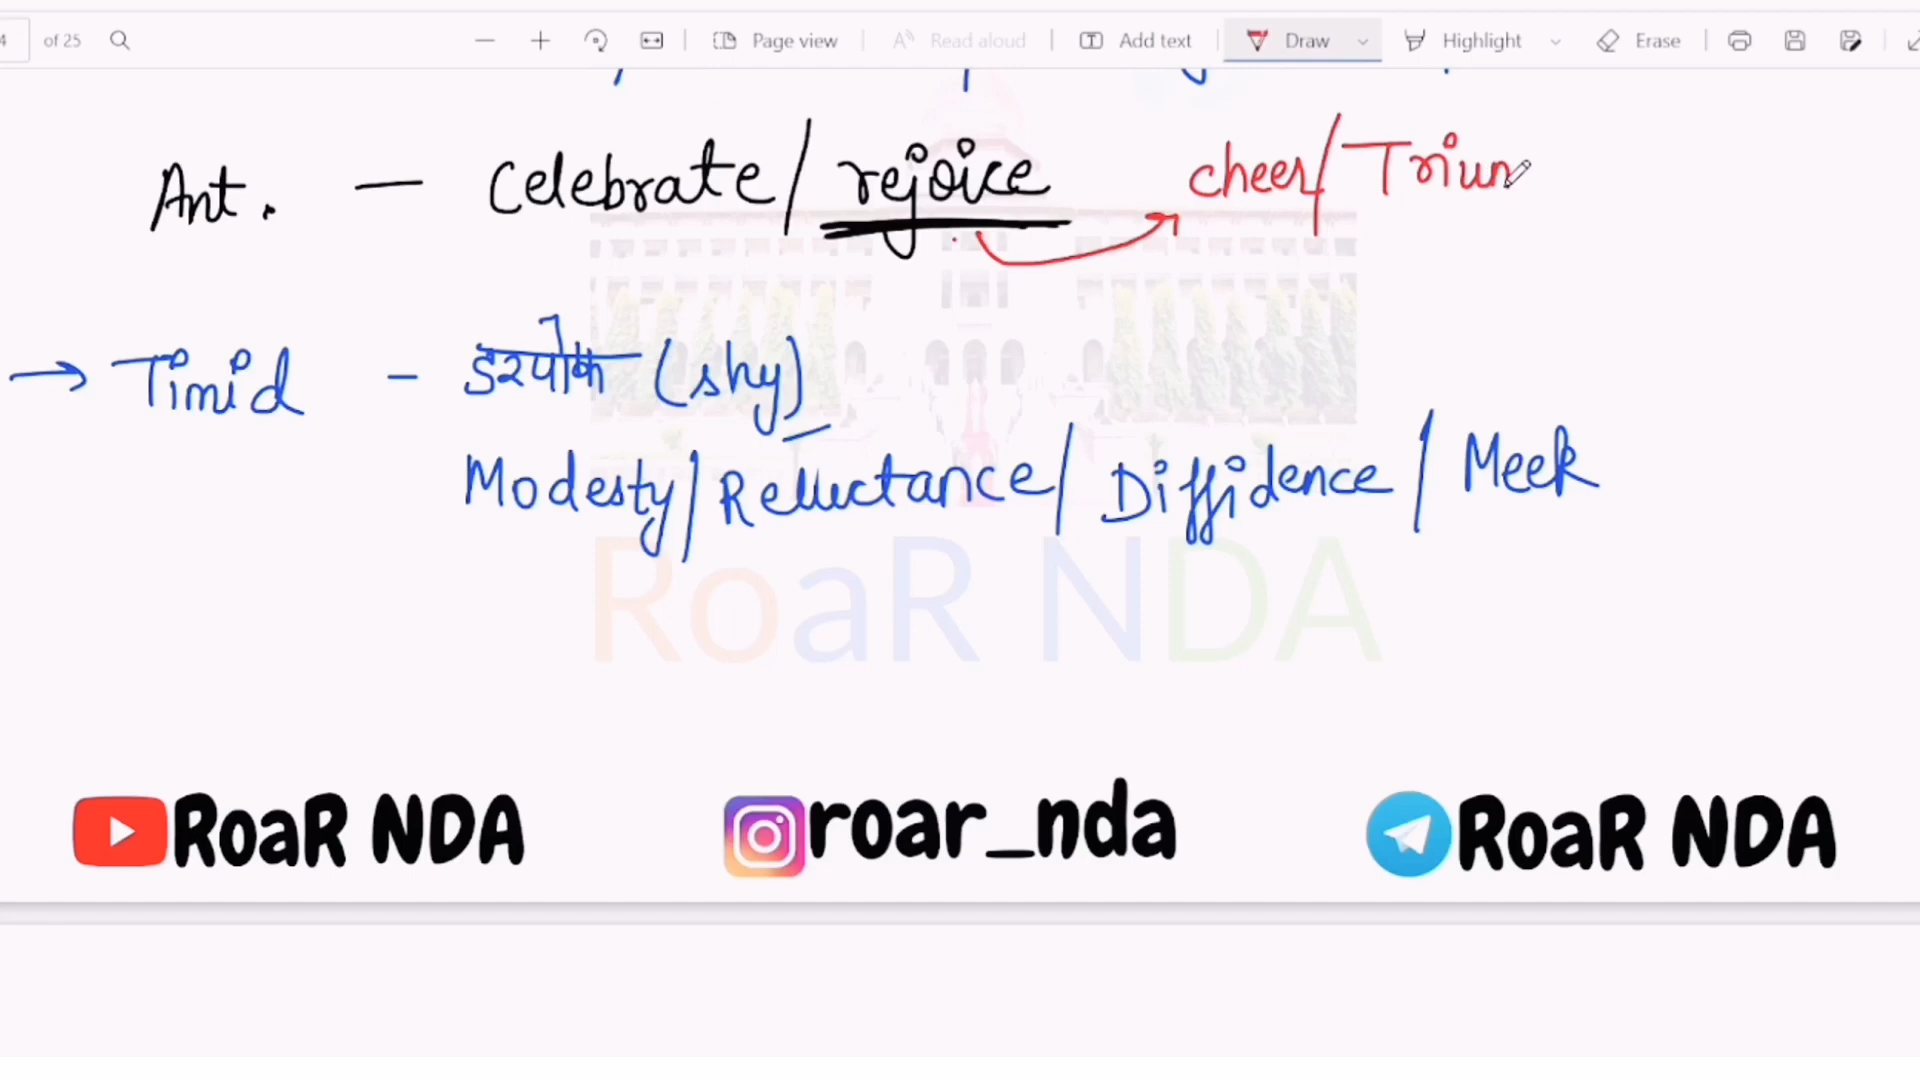 4 of 25 Page view Read aloud Add text Draw Highlight Erase
Ant. — Celebrate/rejoice cheer/Triun
→ Timid - डरपोक (shy)
Modesty/Reluctance/Diffidence/Meek
RoaR NDA
RoaR NDA roar_nda RoaR NDA